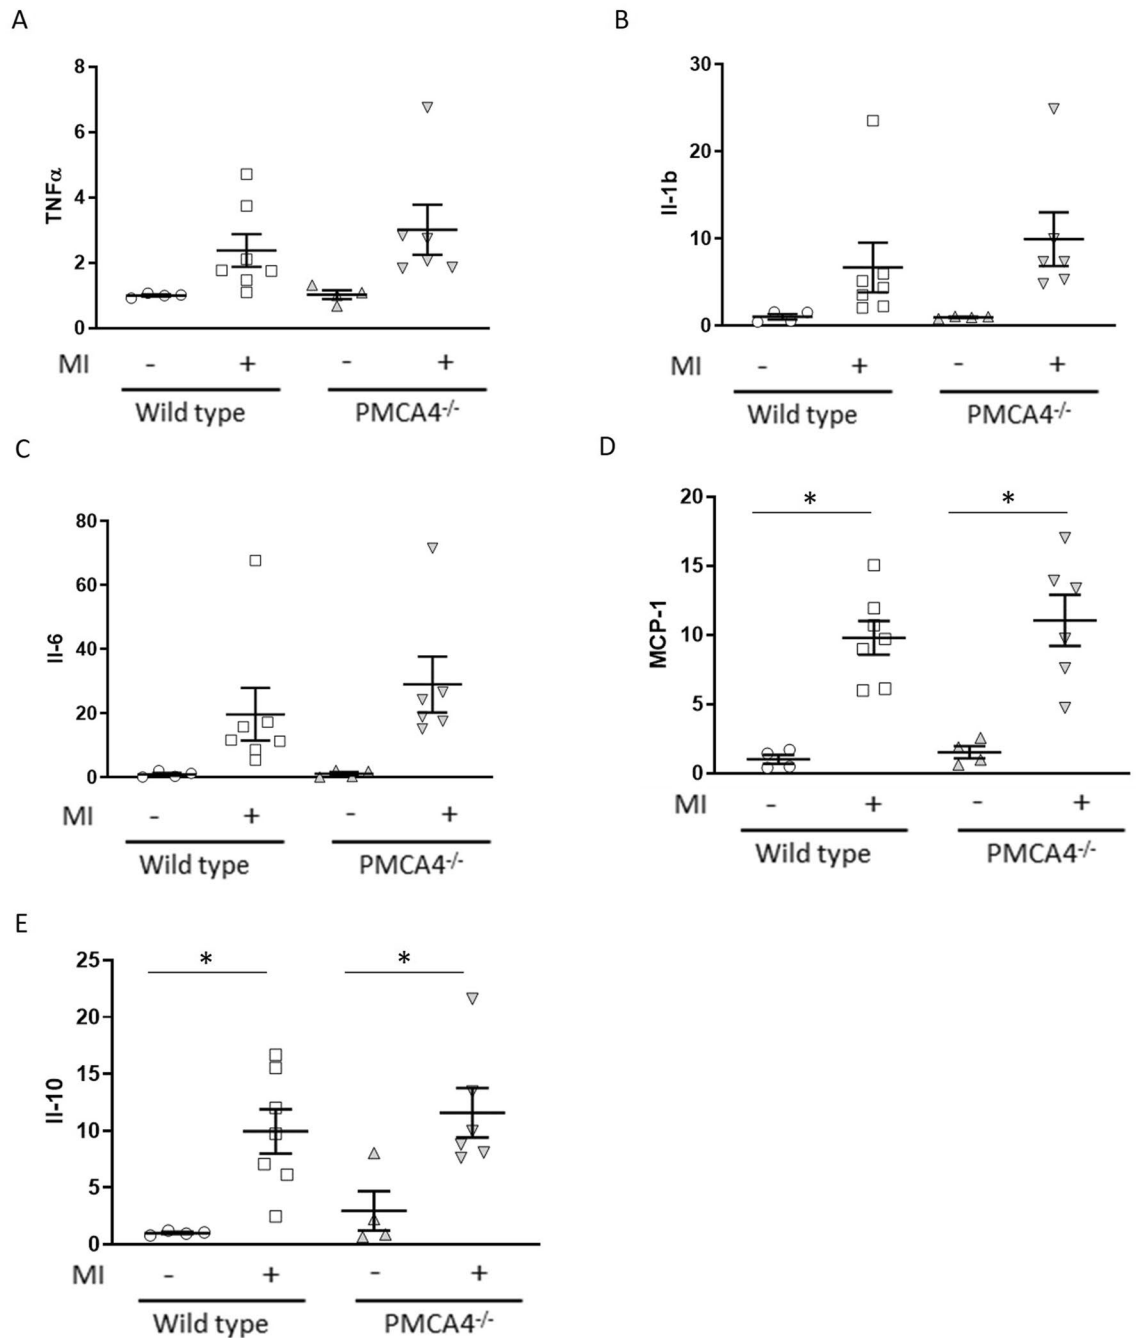 A
8
6
4
2
0
TNFα
MI - + - +
Wild type PMCA4-/-
B
30
20
10
0
Il-1b
MI - + - +
Wild type PMCA4-/-
C
80
60
40
20
0
Il-6
MI - + - +
Wild type PMCA4-/-
D
20
15
10
5
0
MCP-1
* *
MI - + - +
Wild type PMCA4-/-
E
25
20
15
10
5
0
Il-10
* *
MI - + - +
Wild type PMCA4-/-